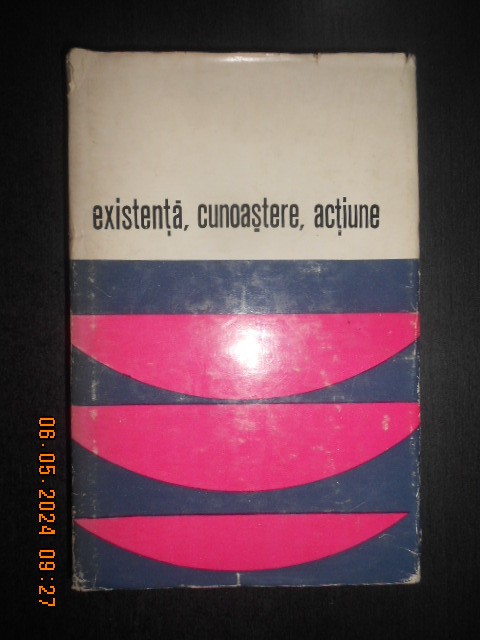 existență, cunoaștere, acțiune
06.05.2024 09:27